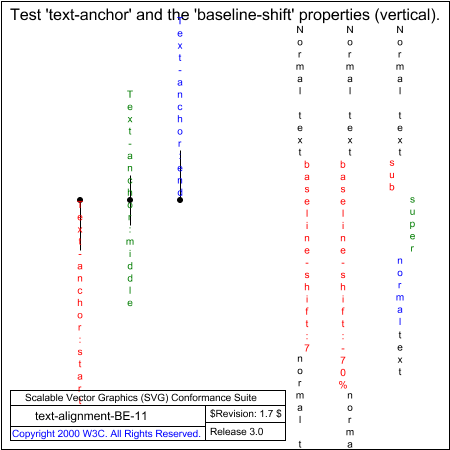 Test 'text-anchor' and the 'baseline-shift' properties (vertical).
Text-anchor:star
Text-anchor:middle
Text-anchor:end
Normal text baseline-shift:7 normal t
Normal text baseline-shift:-70% norma
Normal text sub super normal text
Scalable Vector Graphics (SVG) Conformance Suite
text-alignment-BE-11
$Revision: 1.7 $
Copyright 2000 W3C. All Rights Reserved.
Release 3.0